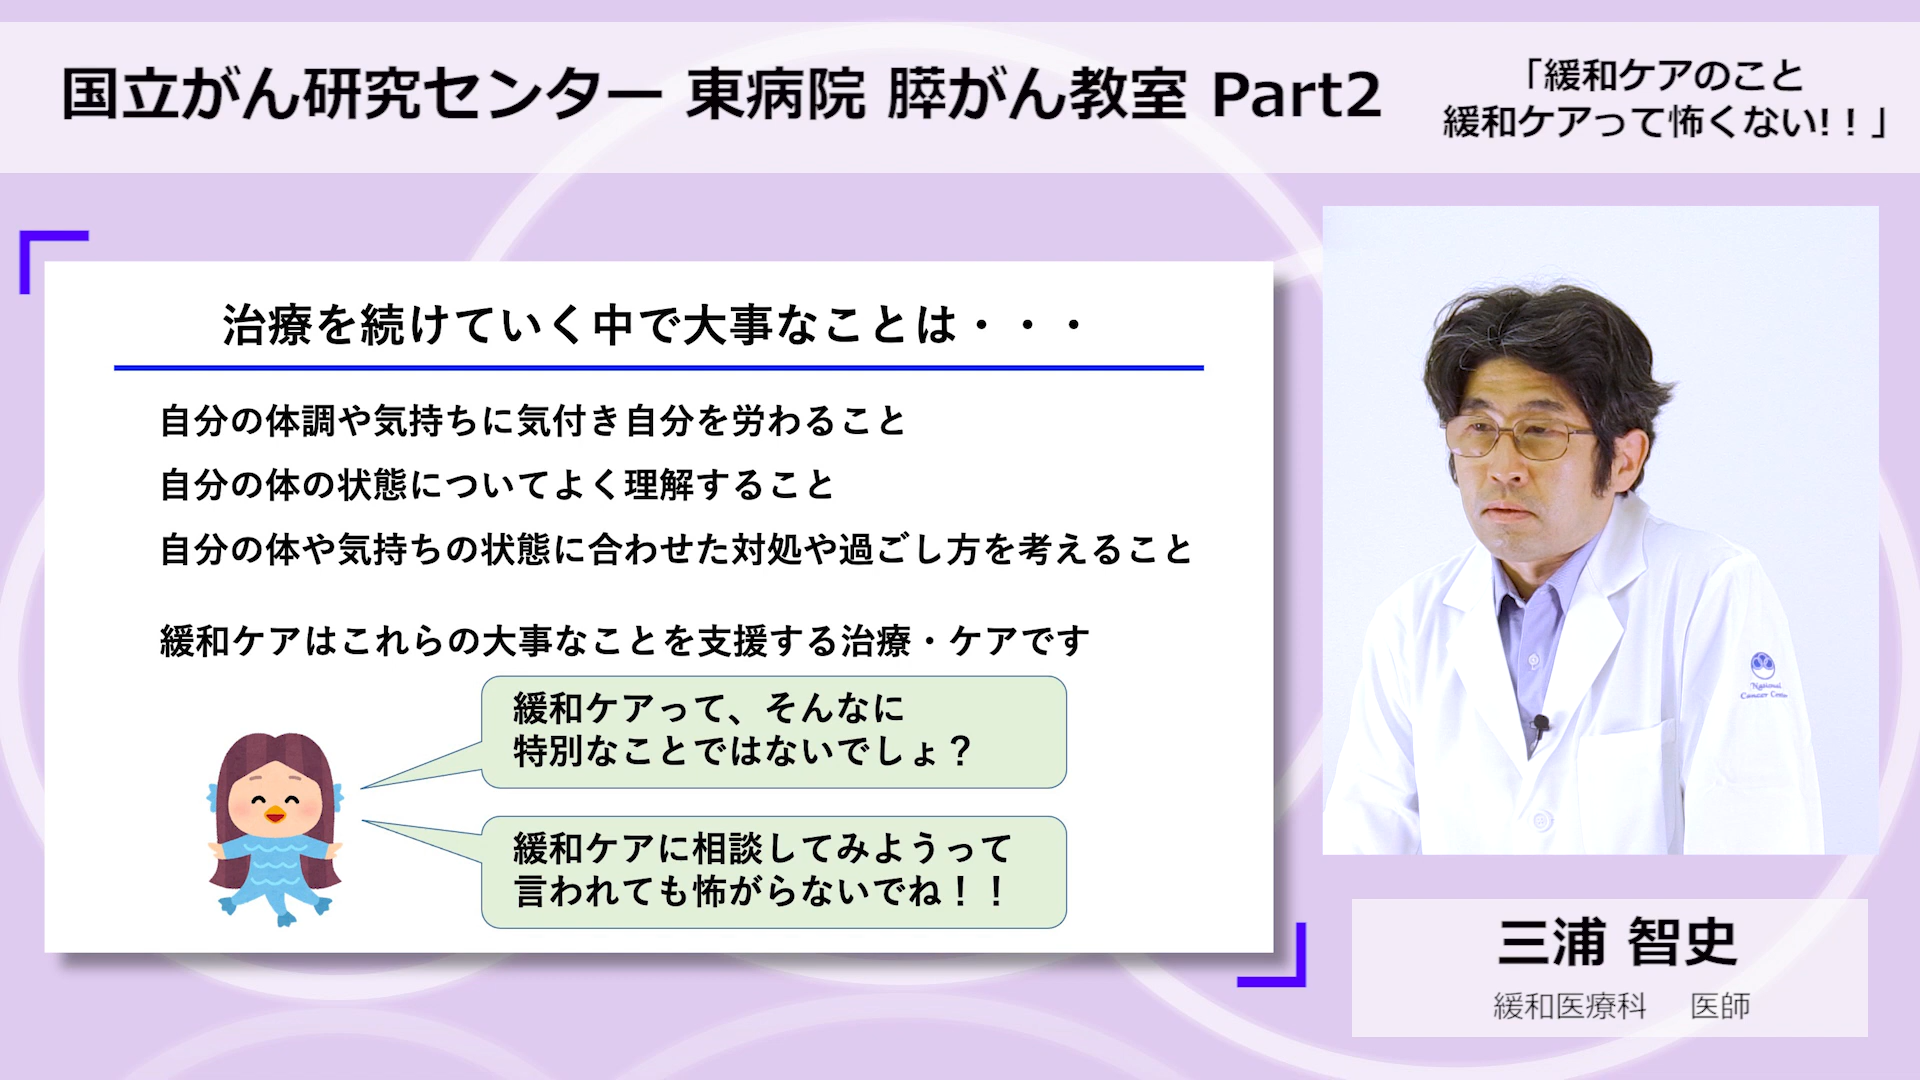 国立がん研究センター 東病院 膵がん教室 Part2
「緩和ケアのこと
緩和ケアって怖くない!！」
治療を続けていく中で大事なことは・・・
自分の体調や気持ちに気付き自分を労わること
自分の体の状態についてよく理解すること
自分の体や気持ちの状態に合わせた対処や過ごし方を考えること
緩和ケアはこれらの大事なことを支援する治療・ケアです
緩和ケアって、そんなに
特別なことではないでしょ？
緩和ケアに相談してみようって
言われても怖がらないでね！！
National
Cancer Center
三浦 智史
緩和医療科 医師